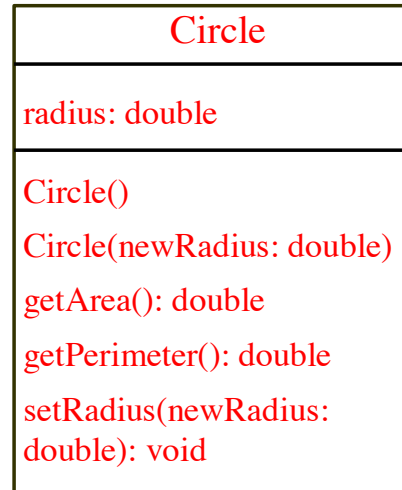 Circle
radius: double
Circle()
Circle(newRadius: double)
getArea(): double
getPerimeter(): double
setRadius(newRadius:
double): void